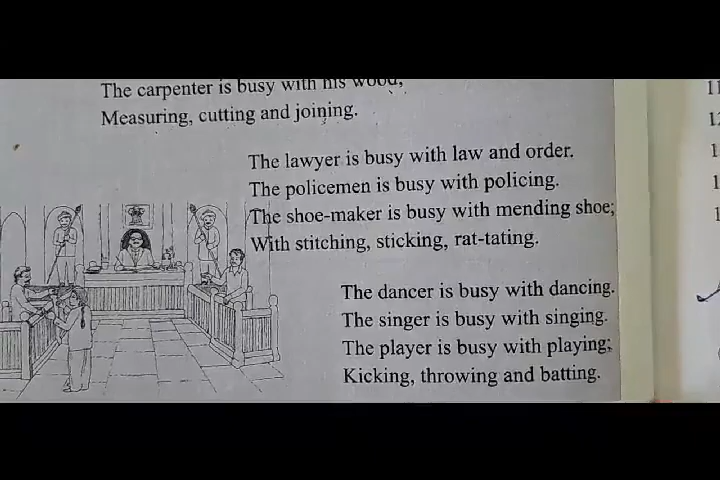 The carpenter is busy with his wood,
Measuring, cutting and joining.
The lawyer is busy with law and order.
The policemen is busy with policing.
The shoe-maker is busy with mending shoe;
With stitching, sticking, rat-tating.
The dancer is busy with dancing.
The singer is busy with singing.
The player is busy with playing;
Kicking, throwing and batting.